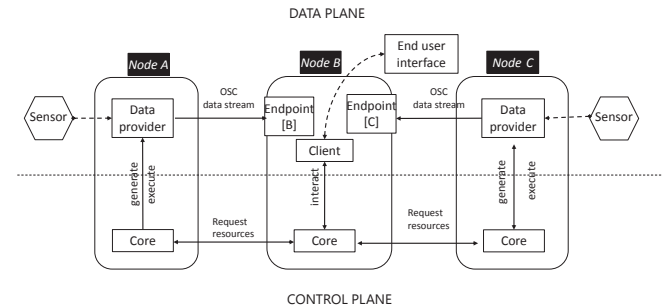 DATA PLANE
Node A
Node B
Node C
End user
interface
OSC
data stream
OSC
data stream
Sensor
Data
provider
Endpoint
[B]
Endpoint
[C]
Data
provider
Sensor
Client
generate
execute
interact
generate
execute
Request
resources
Request
resources
Core
Core
Core
CONTROL PLANE